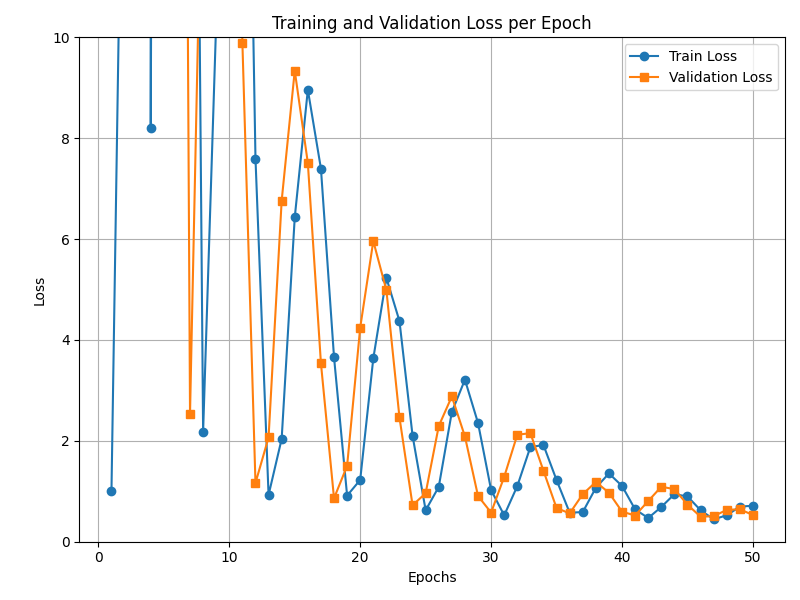 Training and Validation Loss per Epoch
Train Loss
Validation Loss
Loss
10
8
6
4
2
0
0 10 20 30 40 50
Epochs